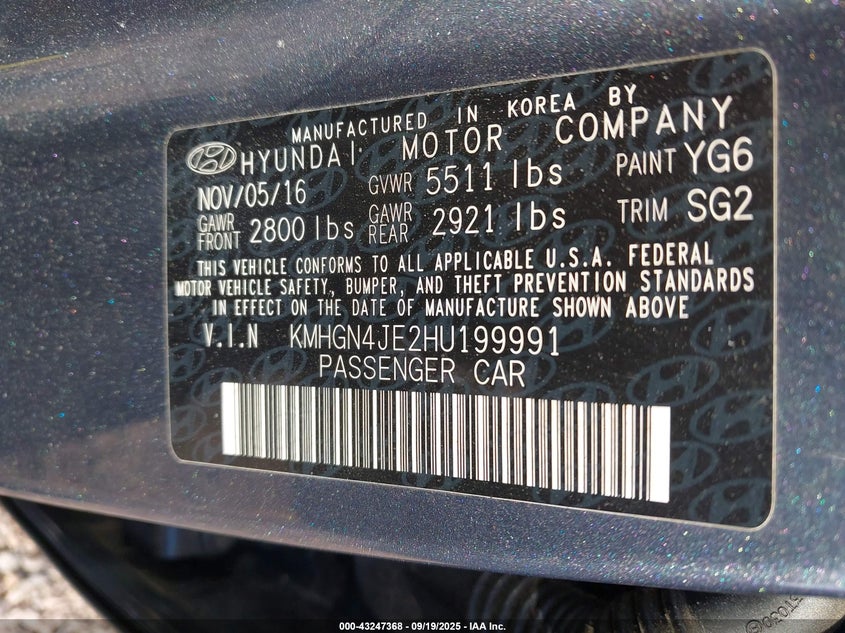 MANUFACTURED IN KOREA BY
HYUNDAI MOTOR COMPANY
NOV/05/16 GVWR 5511 lbs PAINT YG6
GAWR FRONT 2800 lbs GAWR REAR 2921 lbs TRIM SG2
THIS VEHICLE CONFORMS TO ALL APPLICABLE U.S.A. FEDERAL
MOTOR VEHICLE SAFETY, BUMPER, AND THEFT PREVENTION STANDARDS
IN EFFECT ON THE DATE OF MANUFACTURE SHOWN ABOVE
V.I.N KMHGN4JE2HU199991
PASSENGER CAR
000-43247368 - 09/19/2025 - IAA Inc.